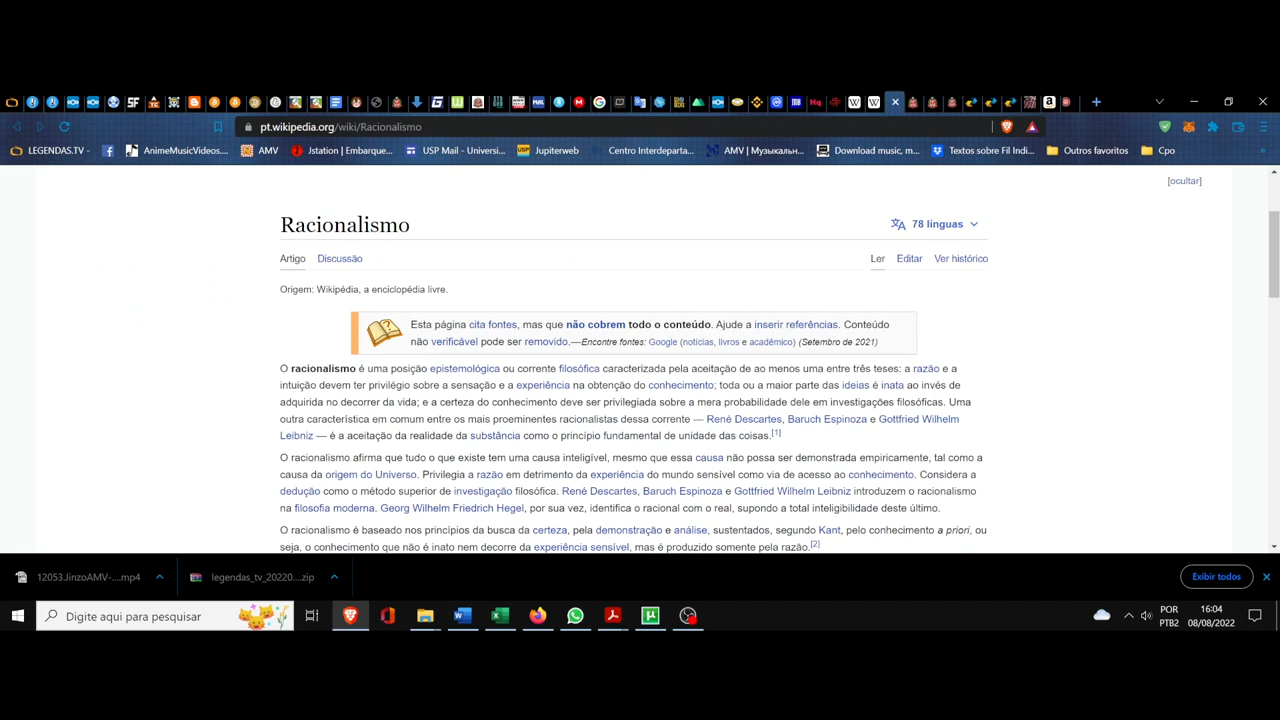 pt.wikipedia.org/wiki/Racionalismo
LEGENDAS.TV - AnimeMusicVideos... AMV Jstation | Embarque... USP Mail - Universi... Jupiterweb Centro Interdeparta... AMV | Музыкальн... Download music, m... Textos sobre Fil Indi... Outros favoritos Cpo
[ocultar]
Racionalismo 78 línguas
Artigo Discussão Ler Editar Ver histórico
Origem: Wikipédia, a enciclopédia livre.
Esta página cita fontes, mas que não cobrem todo o conteúdo. Ajude a inserir referências. Conteúdo
não verificável pode ser removido.—Encontre fontes: Google (notícias, livros e acadêmico) (Setembro de 2021)
O racionalismo é uma posição epistemológica ou corrente filosófica caracterizada pela aceitação de ao menos uma entre três teses: a razão e a
intuição devem ter privilégio sobre a sensação e a experiência na obtenção do conhecimento; toda ou a maior parte das ideias é inata ao invés de
adquirida no decorrer da vida; e a certeza do conhecimento deve ser privilegiada sobre a mera probabilidade dele em investigações filosóficas. Uma
outra característica em comum entre os mais proeminentes racionalistas dessa corrente — René Descartes, Baruch Espinoza e Gottfried Wilhelm
Leibniz — é a aceitação da realidade da substância como o princípio fundamental de unidade das coisas.[1]
O racionalismo afirma que tudo o que existe tem uma causa inteligível, mesmo que essa causa não possa ser demonstrada empiricamente, tal como a
causa da origem do Universo. Privilegia a razão em detrimento da experiência do mundo sensível como via de acesso ao conhecimento. Considera a
dedução como o método superior de investigação filosófica. René Descartes, Baruch Espinoza e Gottfried Wilhelm Leibniz introduzem o racionalismo
na filosofia moderna. Georg Wilhelm Friedrich Hegel, por sua vez, identifica o racional com o real, supondo a total inteligibilidade deste último.
O racionalismo é baseado nos princípios da busca da certeza, pela demonstração e análise, sustentados, segundo Kant, pelo conhecimento a priori, ou
seja, o conhecimento que não é inato nem decorre da experiência sensível, mas é produzido somente pela razão.[2]
12053.JinzoAMV-....mp4 legendas_tv_20220....zip Exibir todos
Digite aqui para pesquisar
POR 16:04
PTB2 08/08/2022